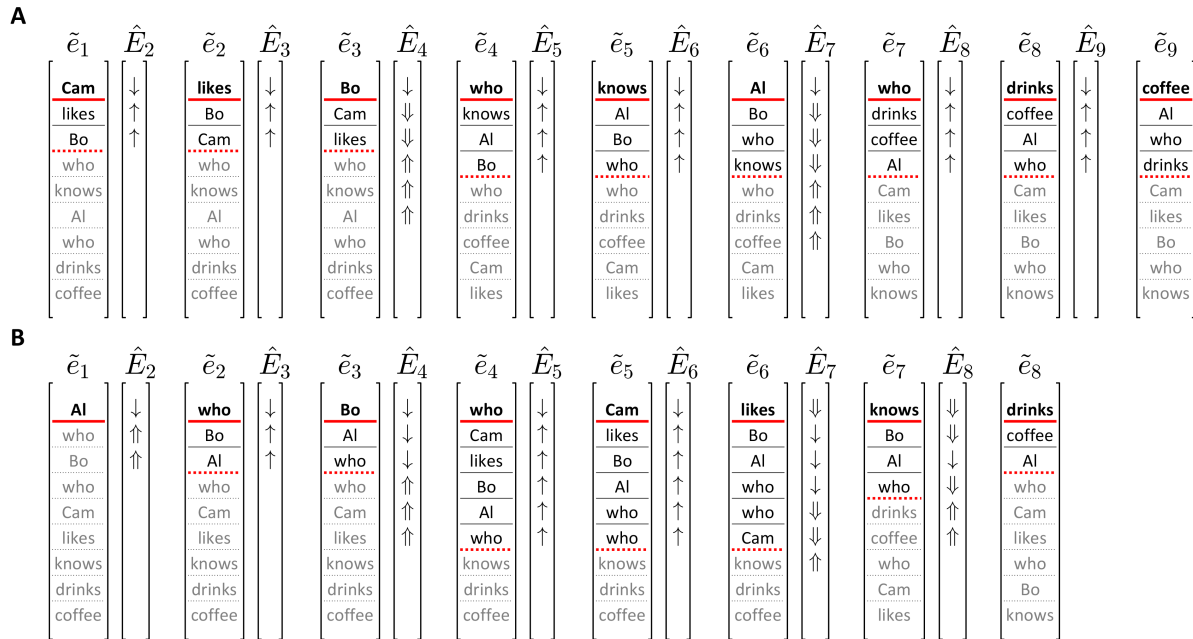 A
ẽ1 Ê2 ẽ2 Ê3 ẽ3 Ê4 ẽ4 Ê5 ẽ5 Ê6 ẽ6 Ê7 ẽ7 Ê8 ẽ8 Ê9 ẽ9
Cam ↓ likes ↓ Bo ↓ who ↓ knows ↓ Al ↓ who ↓ drinks ↓ coffee
likes ↑ Bo ↑ Cam ⇓ knows ↑ Al ↑ Bo ⇓ drinks ↑ coffee ↑ Al
Bo ↑ Cam ↑ likes ⇓ Al ↑ Bo ↑ who ⇓ coffee ↑ Al ↑ who
who who who ⇑ Bo ↑ who ↑ knows ⇓ Al ↑ who ↑ drinks
knows knows knows ⇑ who who who ⇑ Cam Cam Cam
Al Al Al ⇑ drinks drinks drinks ⇑ likes likes likes
who who who coffee coffee coffee ⇑ Bo Bo Bo
drinks drinks drinks Cam Cam Cam who who who
coffee coffee coffee likes likes likes knows knows knows
B
ẽ1 Ê2 ẽ2 Ê3 ẽ3 Ê4 ẽ4 Ê5 ẽ5 Ê6 ẽ6 Ê7 ẽ7 Ê8 ẽ8
Al ↓ who ↓ Bo ↓ who ↓ Cam ↓ likes ⇓ knows ⇓ drinks
who ⇑ Bo ↑ Al ↓ Cam ↑ likes ↑ Bo ↓ Bo ⇓ coffee
Bo ⇑ Al ↑ who ↓ likes ↑ Bo ↑ Al ↓ Al ↓ Al
who who who ⇑ Bo ↑ Al ↑ who ↓ who ⇓ who
Cam Cam Cam ⇑ Al ↑ who ↑ who ⇓ drinks ⇑ Cam
likes likes likes ⇑ who ↑ who ↑ Cam ⇓ coffee ⇑ likes
knows knows knows knows knows knows ⇑ who who
drinks drinks drinks drinks drinks drinks Cam Bo
coffee coffee coffee coffee coffee coffee likes knows